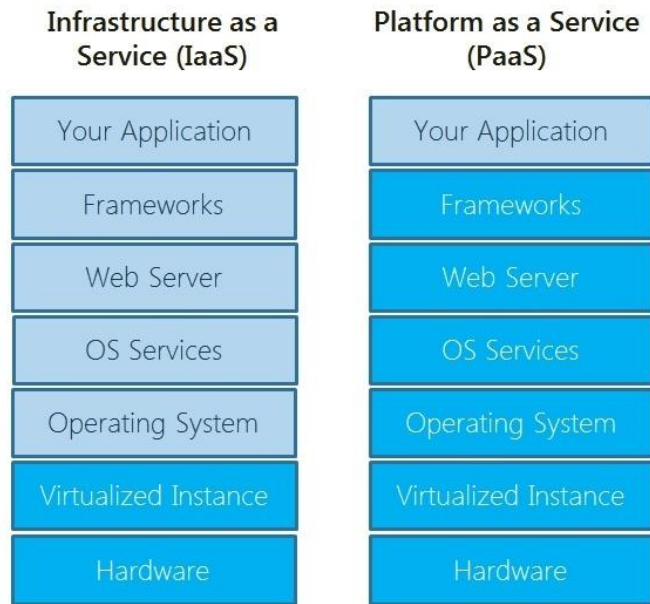 Infrastructure as a
Service (IaaS)
Your Application
Frameworks
Web Server
OS Services
Operating System
Virtualized Instance
Hardware
Platform as a Service
(PaaS)
Your Application
Frameworks
Web Server
OS Services
Operating System
Virtualized Instance
Hardware